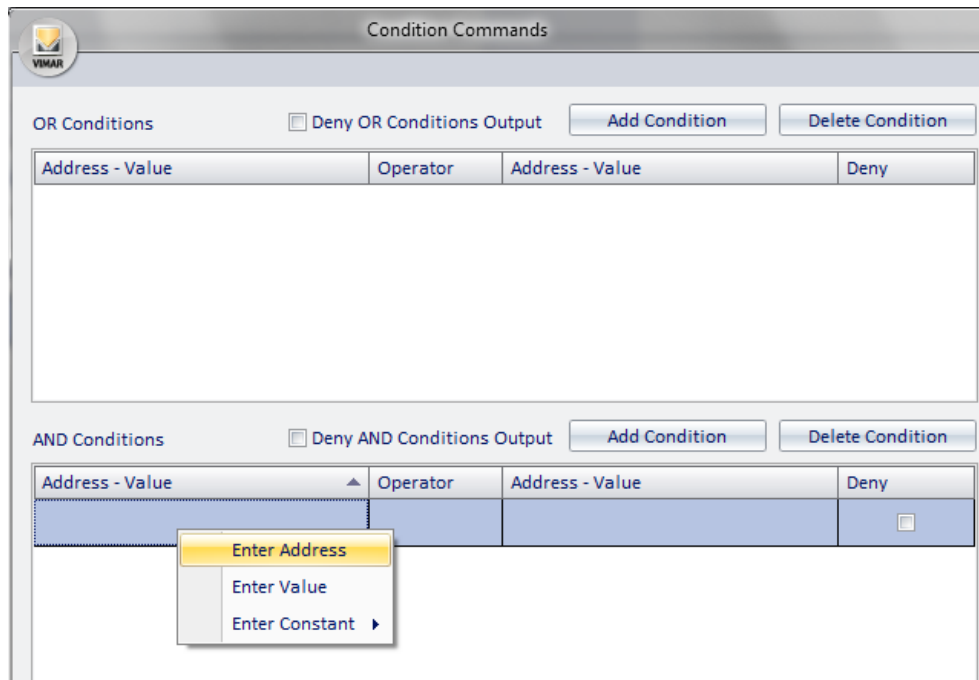 Condition Commands
VIMAR
OR Conditions Deny OR Conditions Output Add Condition Delete Condition
Address - Value Operator Address - Value Deny
AND Conditions Deny AND Conditions Output Add Condition Delete Condition
Address - Value Operator Address - Value Deny
Enter Address
Enter Value
Enter Constant